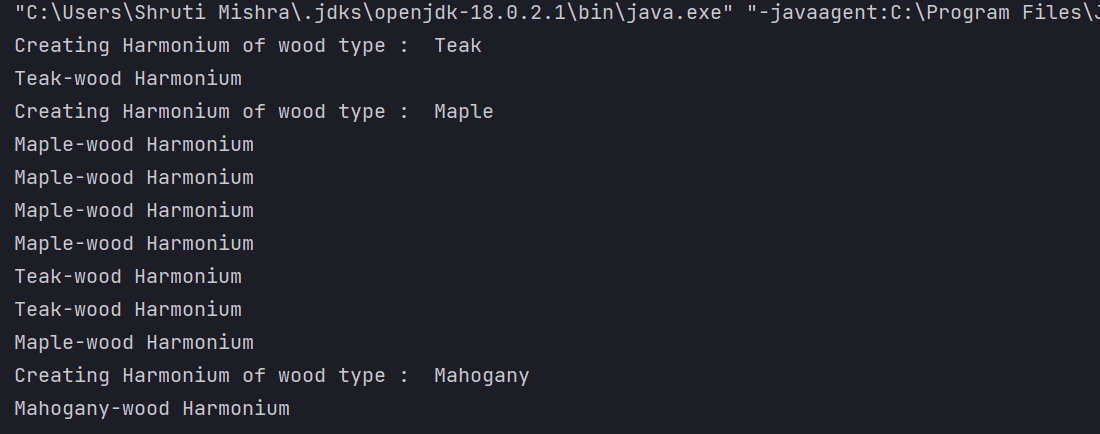 "C:\Users\Shruti Mishra\.jdks\openjdk-18.0.2.1\bin\java.exe" "-javaagent:C:\Program Files\J
Creating Harmonium of wood type :  Teak
Teak-wood Harmonium
Creating Harmonium of wood type :  Maple
Maple-wood Harmonium
Maple-wood Harmonium
Maple-wood Harmonium
Maple-wood Harmonium
Teak-wood Harmonium
Teak-wood Harmonium
Maple-wood Harmonium
Creating Harmonium of wood type :  Mahogany
Mahogany-wood Harmonium